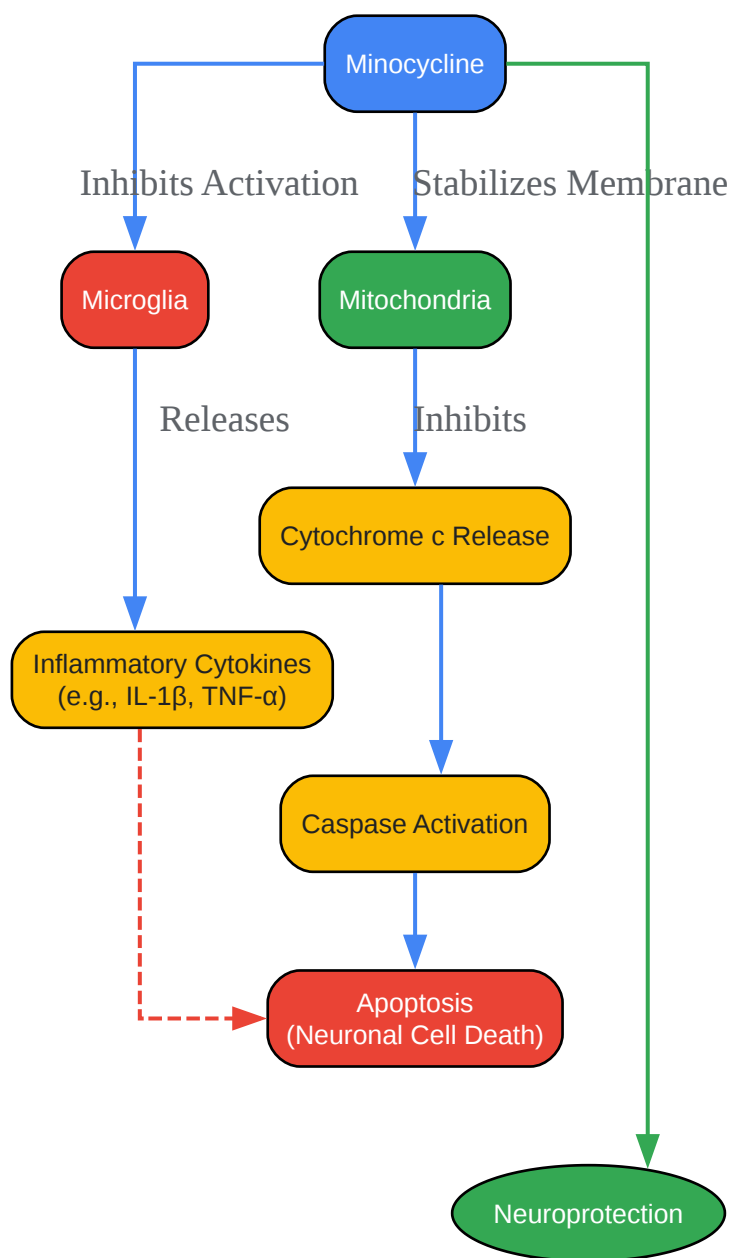 Minocycline
Inhibits Activation
Stabilizes Membrane
Microglia
Mitochondria
Releases
Inhibits
Cytochrome c Release
Inflammatory Cytokines
(e.g., IL-1β, TNF-α)
Caspase Activation
Apoptosis
(Neuronal Cell Death)
Neuroprotection